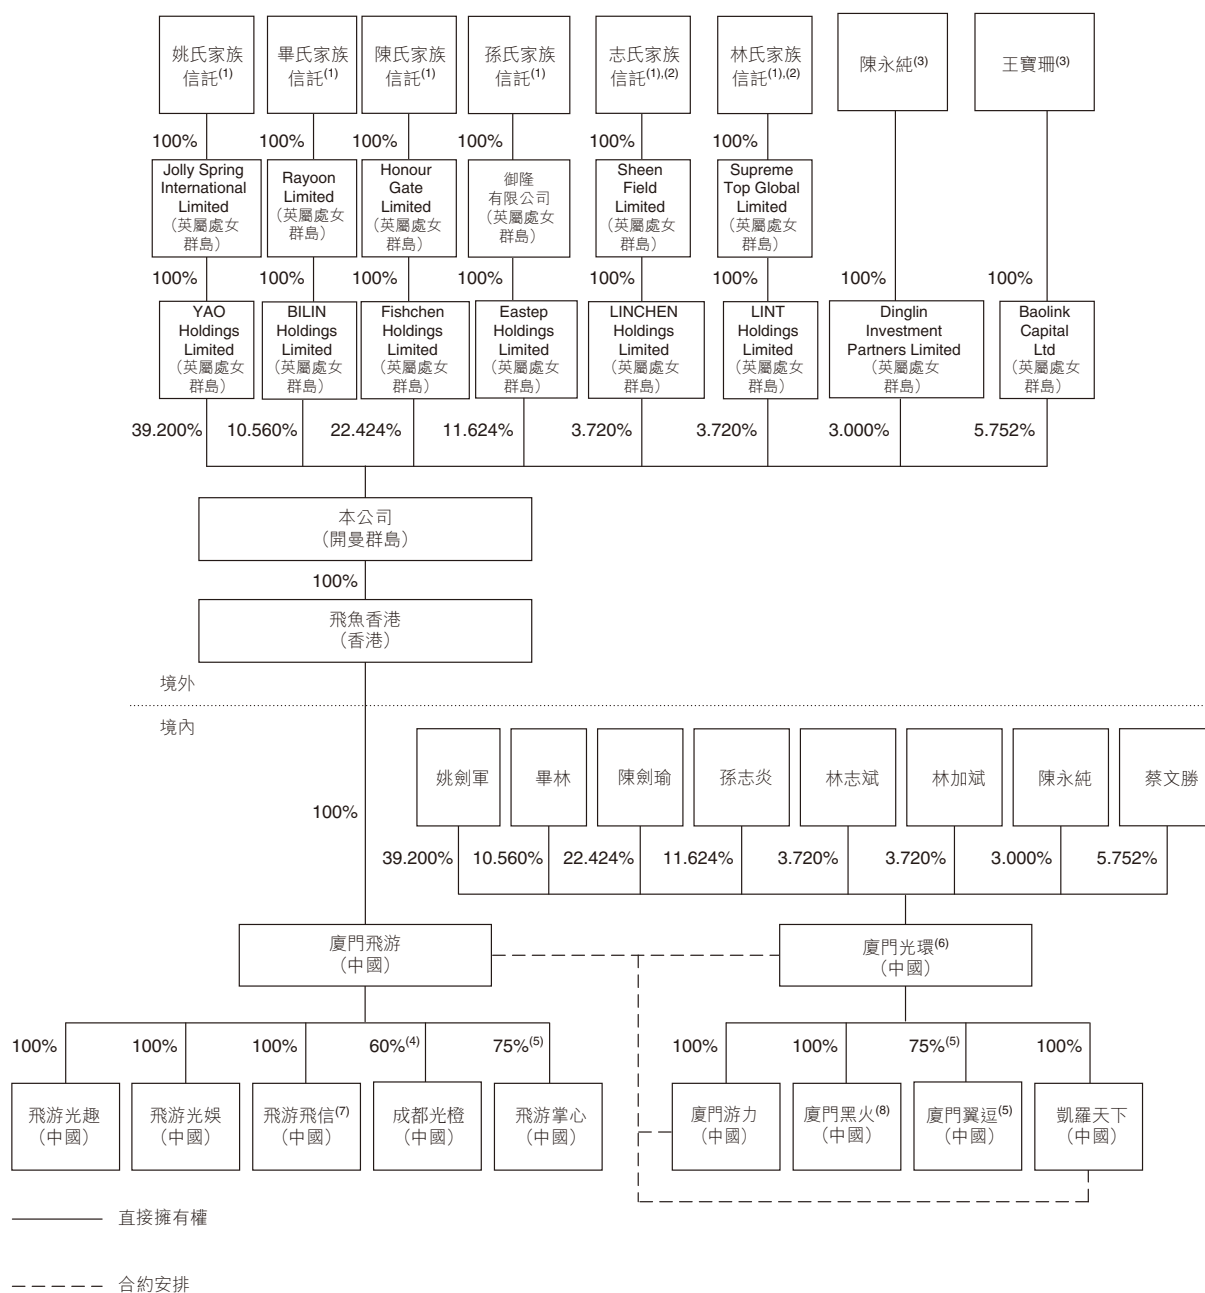 姚氏家族
信託(1)
畢氏家族
信託(1)
陳氏家族
信託(1)
孫氏家族
信託(1)
志氏家族
信託(1),(2)
林氏家族
信託(1),(2)
陳永純(3)
王寶珊(3)
100%
100%
100%
100%
100%
100%
Jolly Spring
International
Limited
（英屬處女
群島）
Rayoon
Limited
（英屬處女
群島）
Honour
Gate
Limited
（英屬處女
群島）
御隆
有限公司
（英屬處女
群島）
Sheen
Field
Limited
（英屬處女
群島）
Supreme
Top Global
Limited
（英屬處女
群島）
100%
100%
100%
100%
100%
100%
100%
100%
YAO
Holdings
Limited
（英屬處女
群島）
BILIN
Holdings
Limited
（英屬處女
群島）
Fishchen
Holdings
Limited
（英屬處女
群島）
Eastep
Holdings
Limited
（英屬處女
群島）
LINCHEN
Holdings
Limited
（英屬處女
群島）
LINT
Holdings
Limited
（英屬處女
群島）
Dinglin
Investment
Partners Limited
（英屬處女
群島）
Baolink
Capital
Ltd
（英屬處女
群島）
39.200%
10.560%
22.424%
11.624%
3.720%
3.720%
3.000%
5.752%
本公司
（開曼群島）
100%
飛魚香港
（香港）
境外
境內
100%
姚劍軍
畢林
陳劍瑜
孫志炎
林志斌
林加斌
陳永純
蔡文勝
39.200%
10.560%
22.424%
11.624%
3.720%
3.720%
3.000%
5.752%
廈門飛游
（中國）
廈門光環(6)
（中國）
100%
100%
100%
60%(4)
75%(5)
100%
100%
75%(5)
100%
飛游光趣
（中國）
飛游光娛
（中國）
飛游飛信(7)
（中國）
成都光橙
（中國）
飛游掌心
（中國）
廈門游力
（中國）
廈門黑火(8)
（中國）
廈門翼逗(5)
（中國）
凱羅天下
（中國）
直接擁有權
合約安排